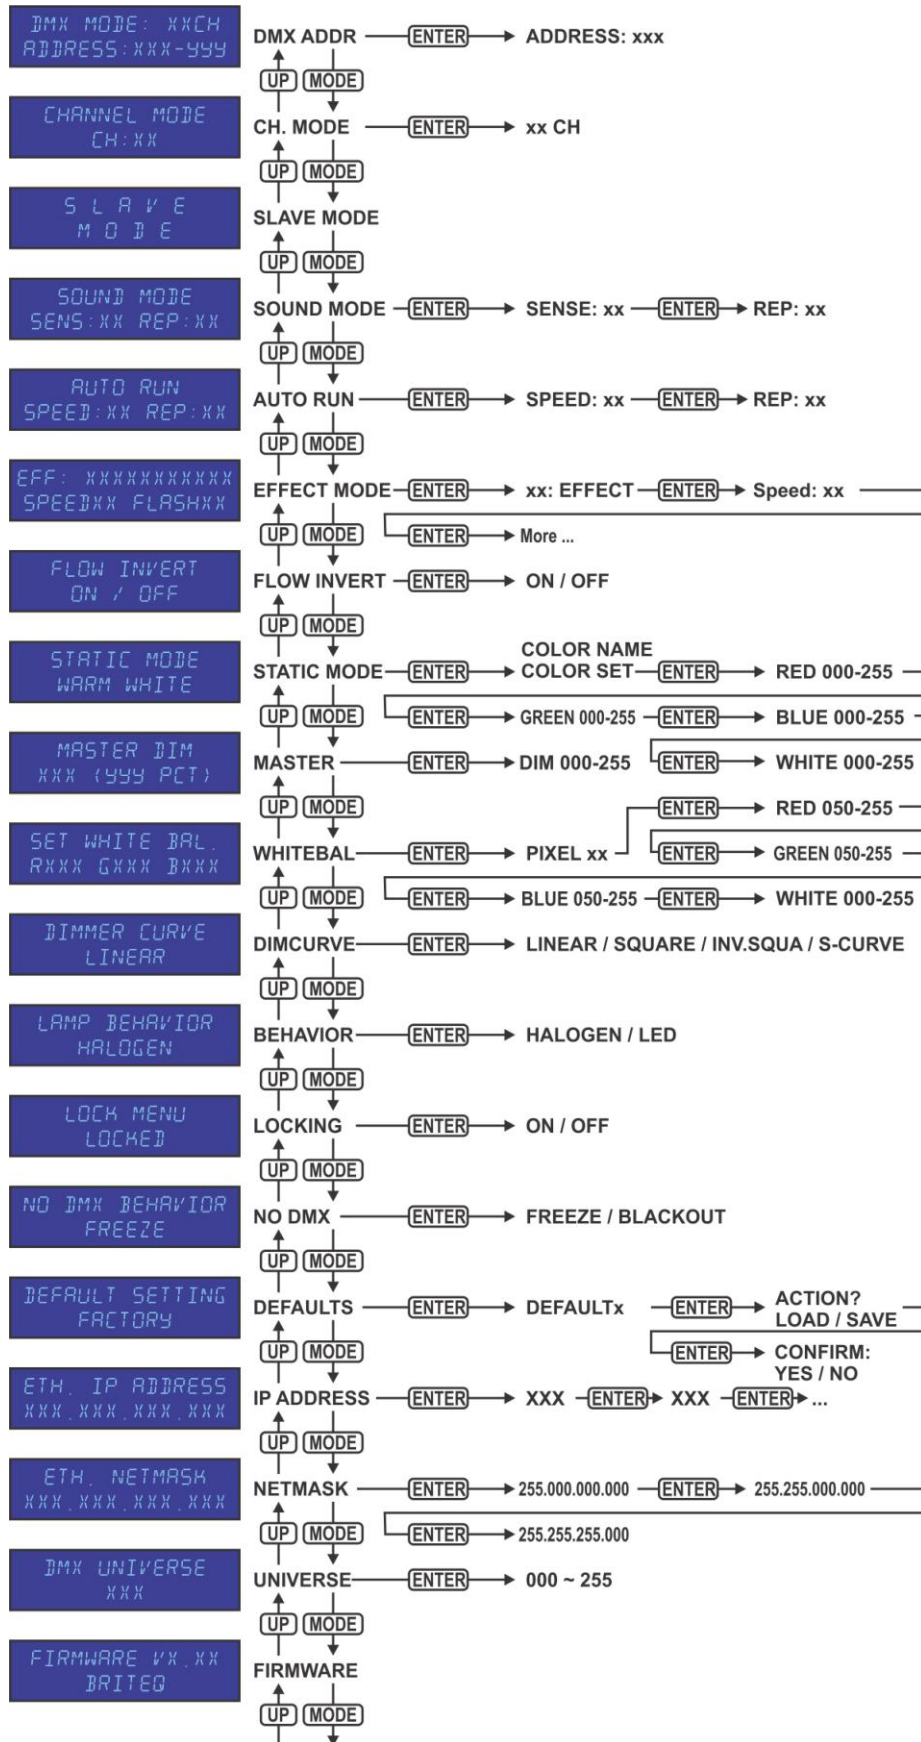 DMX MODE: XXCH
ADDRESS:XXX-YYY
DMX ADDR ENTER ADDRESS: xxx
UP MODE
CHANNEL MODE
CH:XX
CH. MODE ENTER xx CH
UP MODE
SLAVE
MODE
SLAVE MODE
UP MODE
SOUND MODE
SENS:XX REP:XX
SOUND MODE ENTER SENSE: xx ENTER REP: xx
UP MODE
AUTO RUN
SPEED:XX REP:XX
AUTO RUN ENTER SPEED: xx ENTER REP: xx
UP MODE
EFF: XXXXXXXXXXX
SPEEDXX FLASHXX
EFFECT MODE ENTER xx: EFFECT ENTER Speed: xx
UP MODE ENTER More ...
FLOW INVERT
ON / OFF
FLOW INVERT ENTER ON / OFF
UP MODE
STATIC MODE
WARM WHITE
COLOR NAME
STATIC MODE ENTER COLOR SET ENTER RED 000-255
UP MODE ENTER GREEN 000-255 ENTER BLUE 000-255
MASTER DIM
XXX (YYY PCT)
MASTER ENTER DIM 000-255 ENTER WHITE 000-255
UP MODE ENTER RED 050-255
SET WHITE BAL.
RXXX GXXX BXXX
WHITEBAL ENTER PIXEL xx ENTER GREEN 050-255
UP MODE ENTER BLUE 050-255 ENTER WHITE 000-255
DIMMER CURVE
LINEAR
DIMCURVE ENTER LINEAR / SQUARE / INV.SQUA / S-CURVE
UP MODE
LAMP BEHAVIOR
HALOGEN
BEHAVIOR ENTER HALOGEN / LED
UP MODE
LOCK MENU
LOCKED
LOCKING ENTER ON / OFF
UP MODE
NO DMX BEHAVIOR
FREEZE
NO DMX ENTER FREEZE / BLACKOUT
UP MODE
DEFAULT SETTING
FACTORY
DEFAULTS ENTER DEFAULTx ENTER ACTION?
LOAD / SAVE
UP MODE ENTER CONFIRM:
YES / NO
ETH. IP ADDRESS
XXX.XXX.XXX.XXX
IP ADDRESS ENTER XXX ENTER XXX ENTER ...
UP MODE
ETH. NETMASK
XXX.XXX.XXX.XXX
NETMASK ENTER 255.000.000.000 ENTER 255.255.000.000
UP MODE ENTER 255.255.255.000
DMX UNIVERSE
XXX
UNIVERSE ENTER 000 ~ 255
UP MODE
FIRMWARE VX.XX
BRITEQ
FIRMWARE
UP MODE